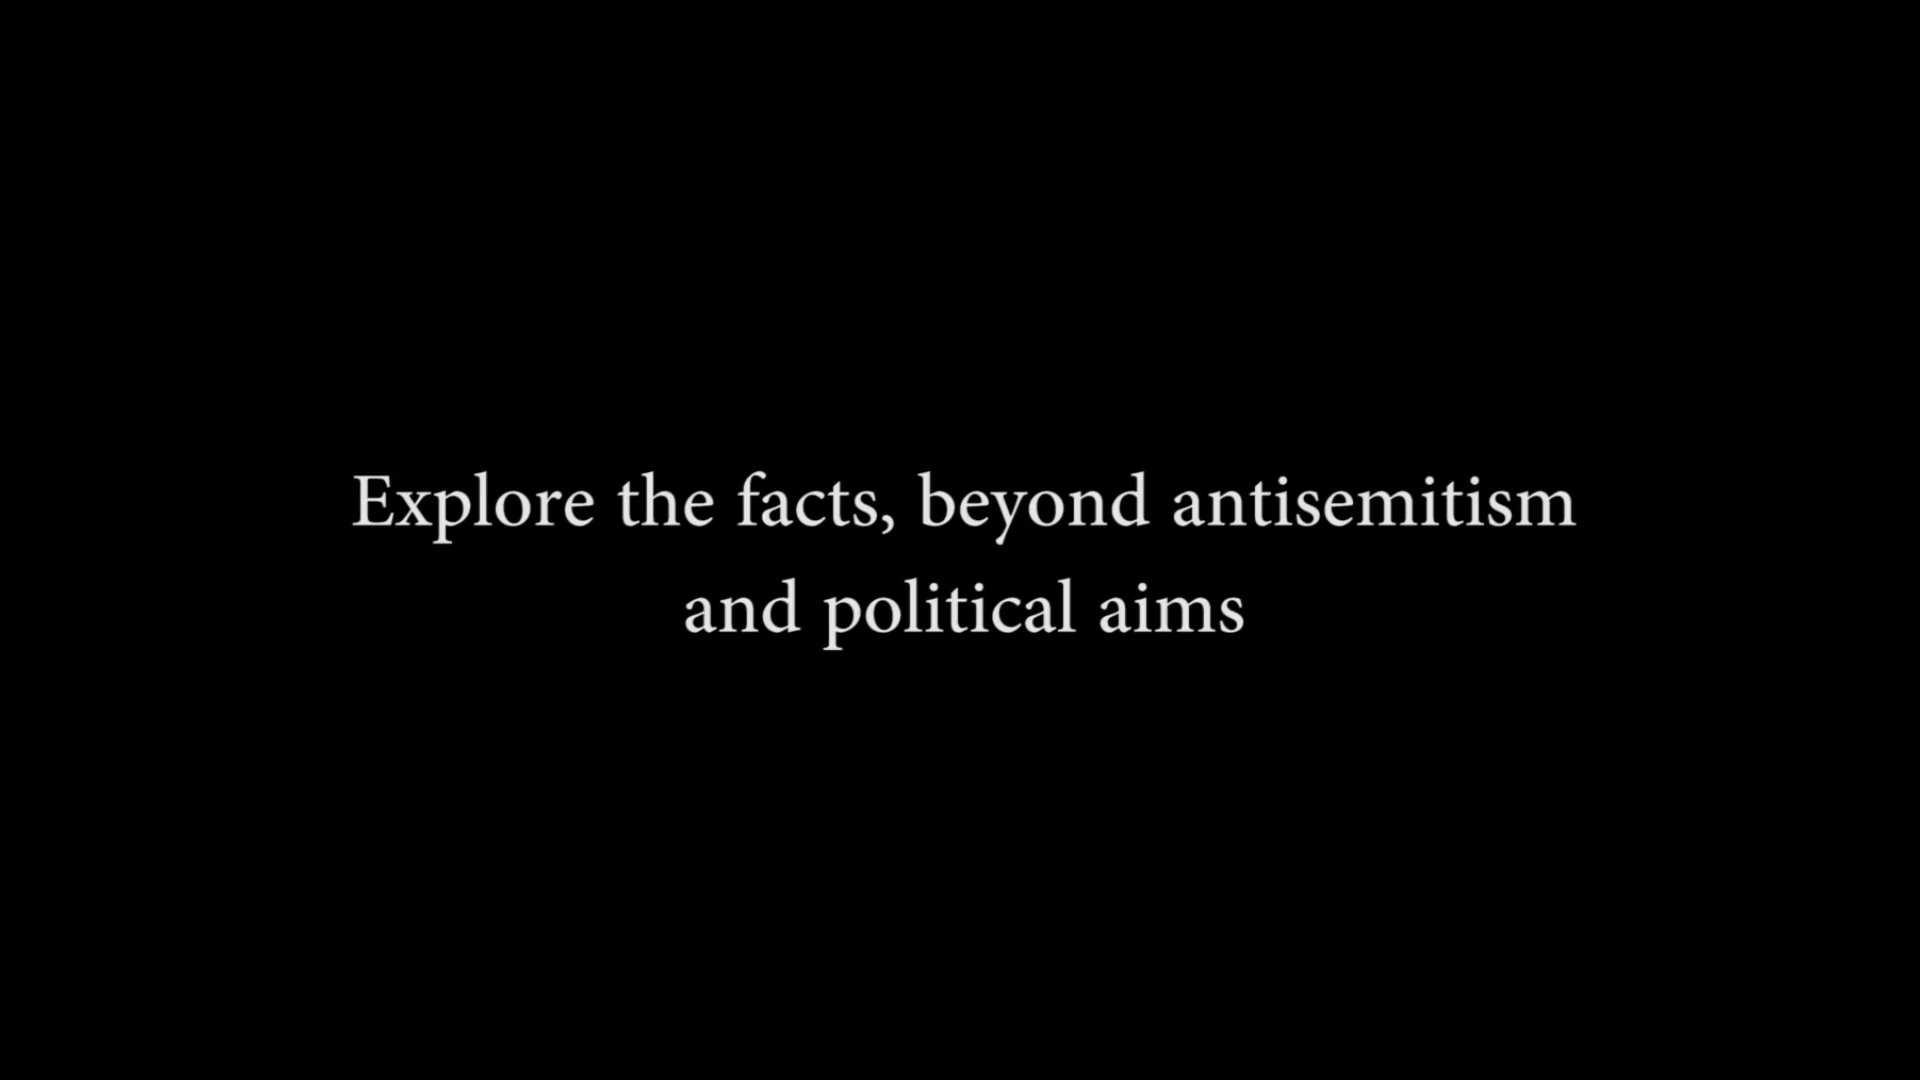 Explore the facts, beyond antisemitism
and political aims